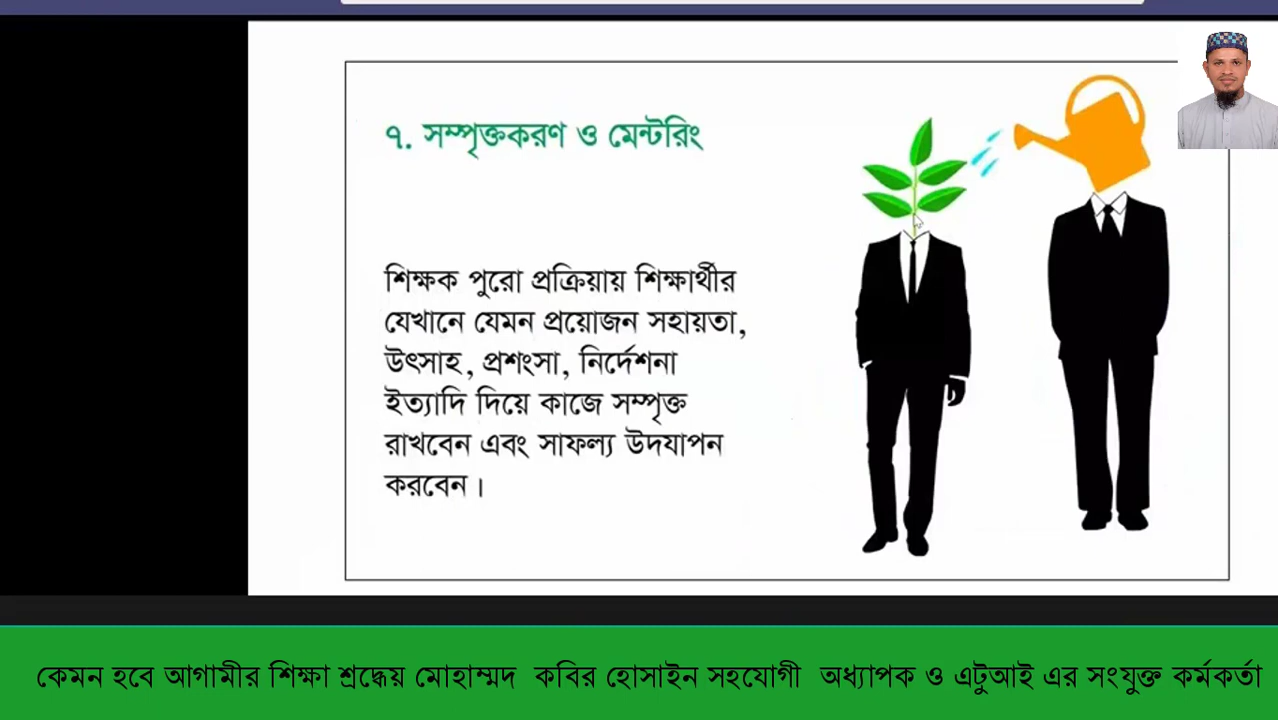 ৭. সম্পৃক্তকরণ ও মেন্টরিং
শিক্ষক পুরো প্রক্রিয়ায় শিক্ষার্থীর
যেখানে যেমন প্রয়োজন সহায়তা,
উৎসাহ, প্রশংসা, নির্দেশনা
ইত্যাদি দিয়ে কাজে সম্পৃক্ত
রাখবেন এবং সাফল্য উদযাপন
করবেন।
কেমন হবে আগামীর শিক্ষা শ্রদ্ধেয় মোহাম্মদ কবির হোসাইন সহযোগী অধ্যাপক ও এটুআই এর সংযুক্ত কর্মকর্তা